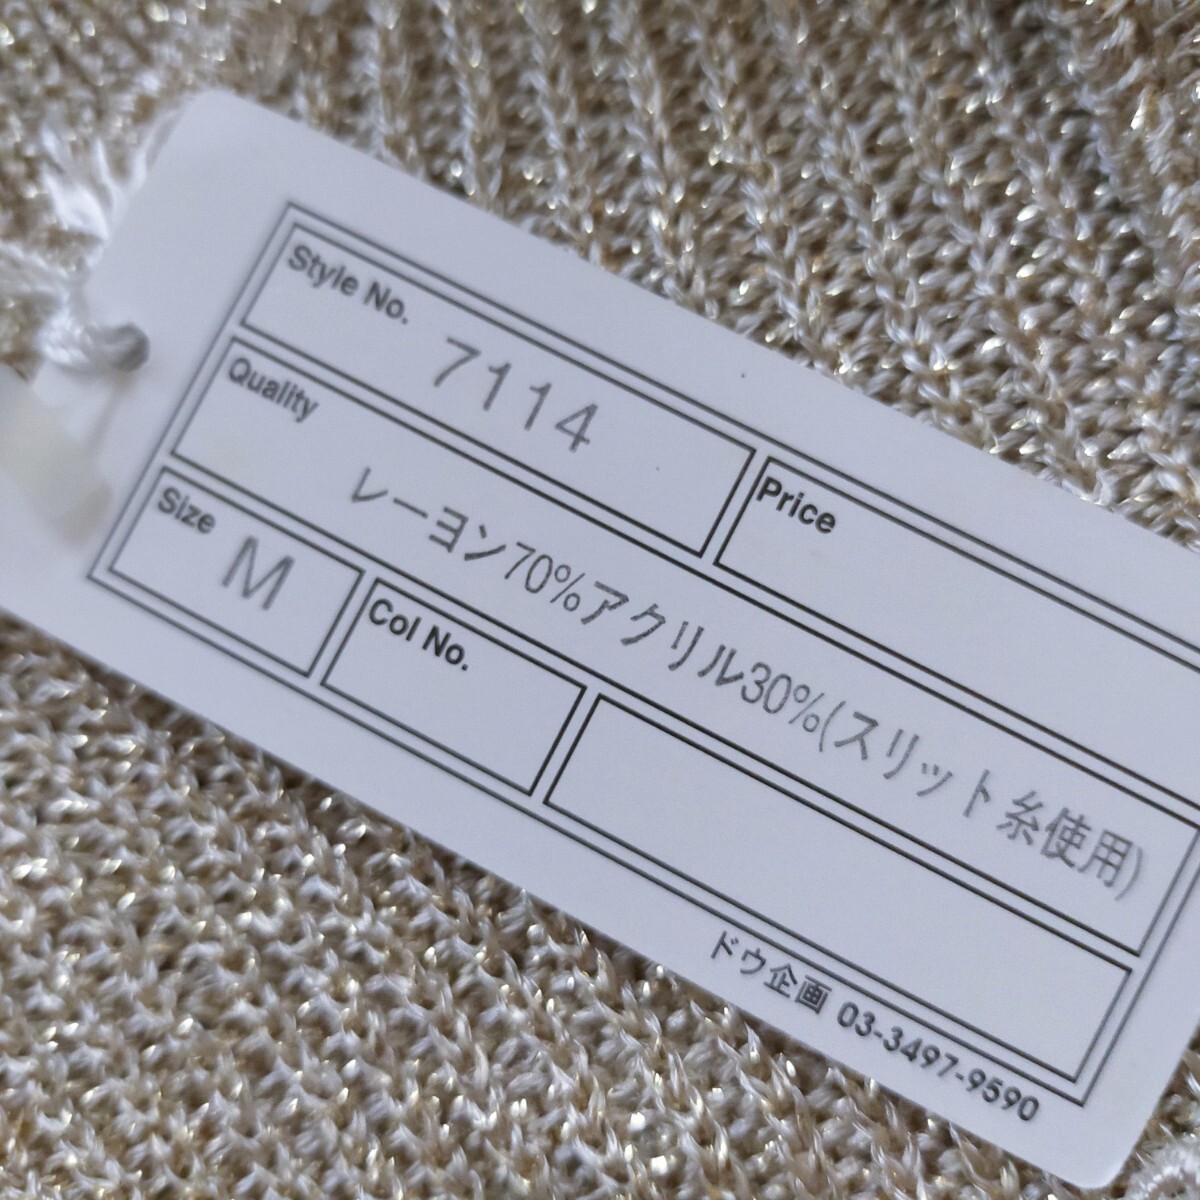 Style No. 7114
Price
Quality
レーヨン70%アクリル30%(スリット糸使用)
Size M
Col No.
ドウ企画 03-3497-9590